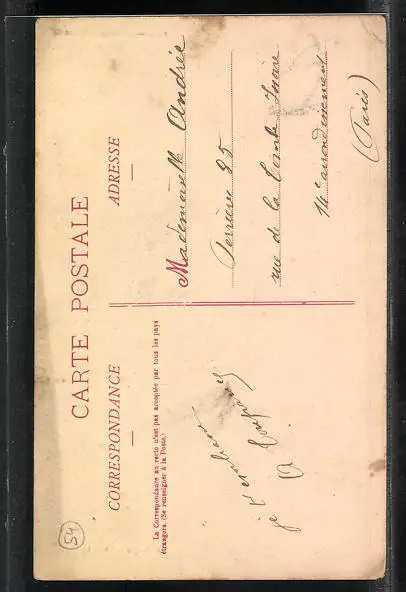 CARTE POSTALE
CORRESPONDANCE
ADRESSE
La Correspondance au recto n'est pas acceptée par tous les pays
étrangers. (Se renseigner à la Poste.)
je t'embrasse
Mademoiselle Andrée
Perrière 25
rue de la Tombe Issoire
14e arrondissement
(Paris)
54